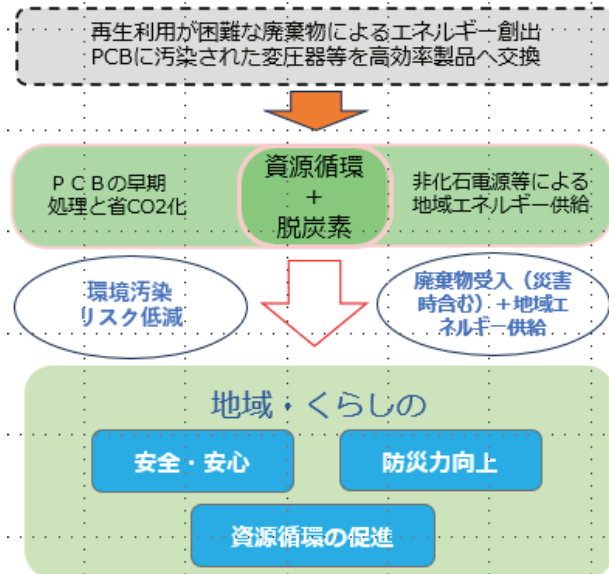 再生利用が困難な廃棄物によるエネルギー創出
PCBに汚染された変圧器等を高効率製品へ交換
ＰＣＢの早期
処理と省CO2化
資源循環
+
脱炭素
非化石電源等による
地域エネルギー供給
環境汚染
リスク低減
廃棄物受入（災害
時含む）＋地域エ
ネルギー供給
地域・くらしの
安全・安心
防災力向上
資源循環の促進